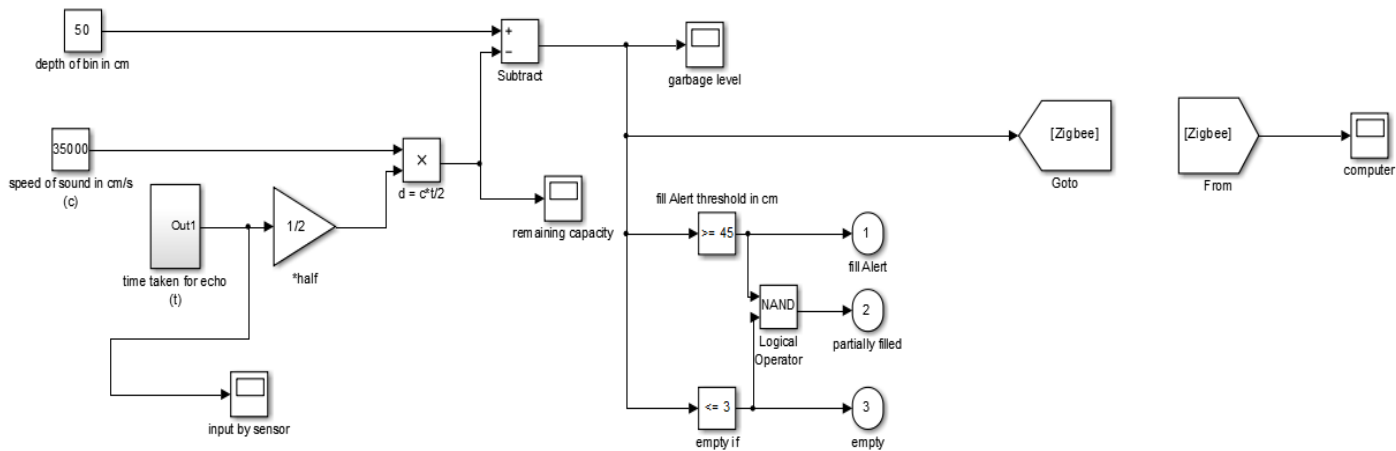 50
depth of bin in cm
+
−
Subtract
garbage level
35000
speed of sound in cm/s
(c)
X
d = c*t/2
Out1
time taken for echo
(t)
1/2
*half
remaining capacity
input by sensor
fill Alert threshold in cm
>= 45
1
fill Alert
NAND
Logical
Operator
2
partially filled
<= 3
empty if
3
empty
[Zigbee]
Goto
[Zigbee]
From
computer